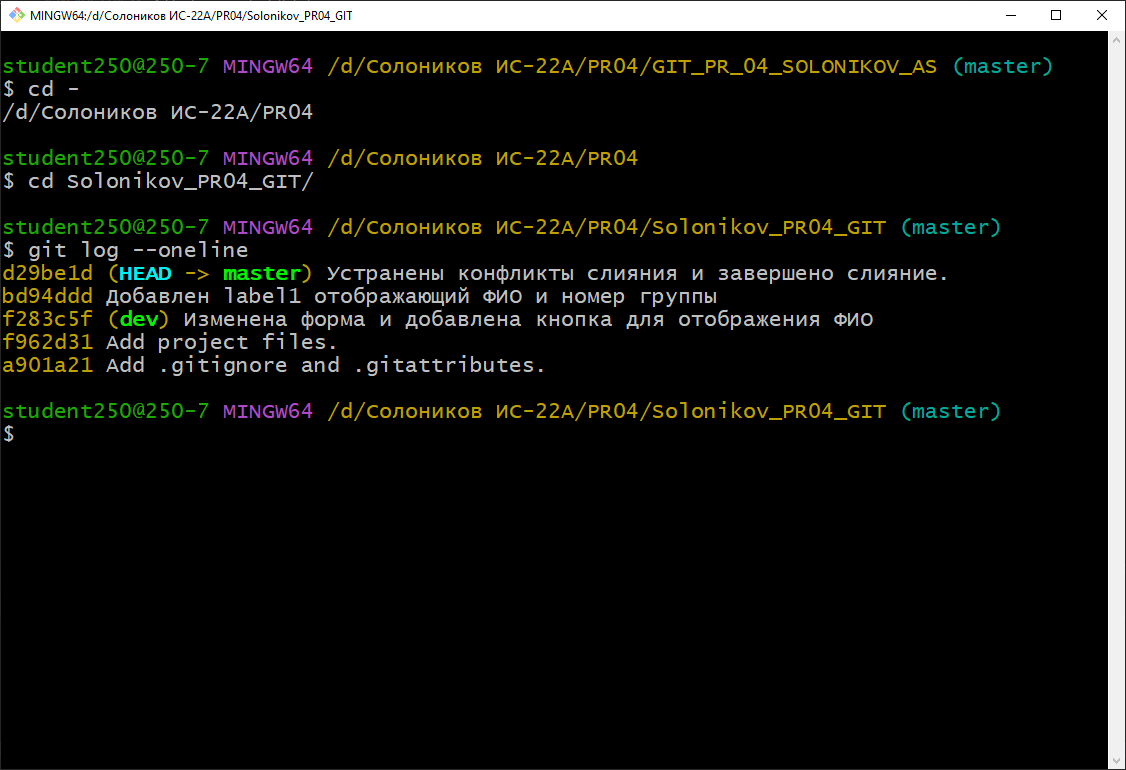 MINGW64:/d/Солоников ИС-22А/PR04/Solonikov_PR04_GIT
student250@250-7 MINGW64 /d/Солоников ИС-22А/PR04/GIT_PR_04_SOLONIKOV_AS (master)
$ cd -
/d/Солоников ИС-22А/PR04
student250@250-7 MINGW64 /d/Солоников ИС-22А/PR04
$ cd Solonikov_PR04_GIT/
student250@250-7 MINGW64 /d/Солоников ИС-22А/PR04/Solonikov_PR04_GIT (master)
$ git log --oneline
d29be1d (HEAD -> master) Устранены конфликты слияния и завершено слияние.
bd94ddd Добавлен label1 отображающий ФИО и номер группы
f283c5f (dev) Изменена форма и добавлена кнопка для отображения ФИО
f962d31 Add project files.
a901a21 Add .gitignore and .gitattributes.
student250@250-7 MINGW64 /d/Солоников ИС-22А/PR04/Solonikov_PR04_GIT (master)
$